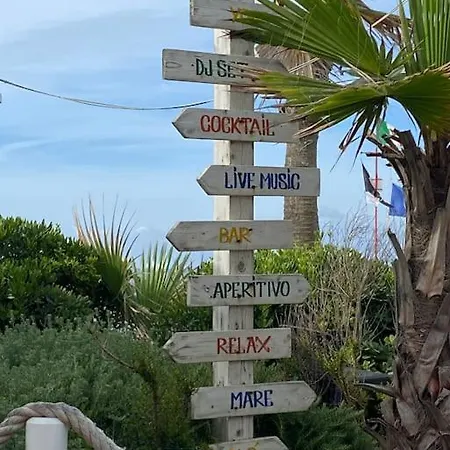 DJ SET
COCKTAIL
LIVE MUSIC
BAR
APERITIVO
RELAX
MARE